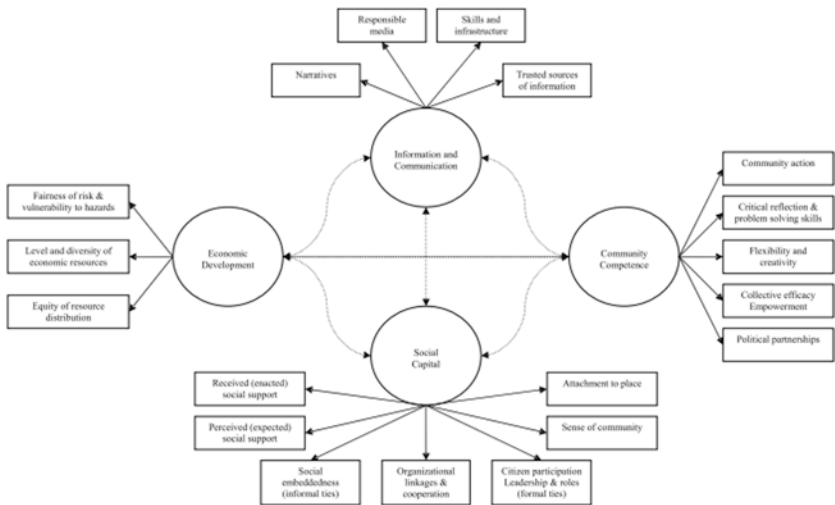 Responsible
media
Skills and
infrastructure
Narratives
Trusted sources
of information
Information and
Communication
Community action
Fairness of risk &
vulnerability to hazards
Critical reflection &
problem solving skills
Level and diversity of
economic resources
Economic
Development
Community
Competence
Flexibility and
creativity
Equity of resource
distribution
Collective efficacy
Empowerment
Political partnerships
Social
Capital
Received (enacted)
social support
Attachment to place
Perceived (expected)
social support
Sense of community
Social
embeddedness
(informal ties)
Organizational
linkages &
cooperation
Citizen participation
Leadership & roles
(formal ties)